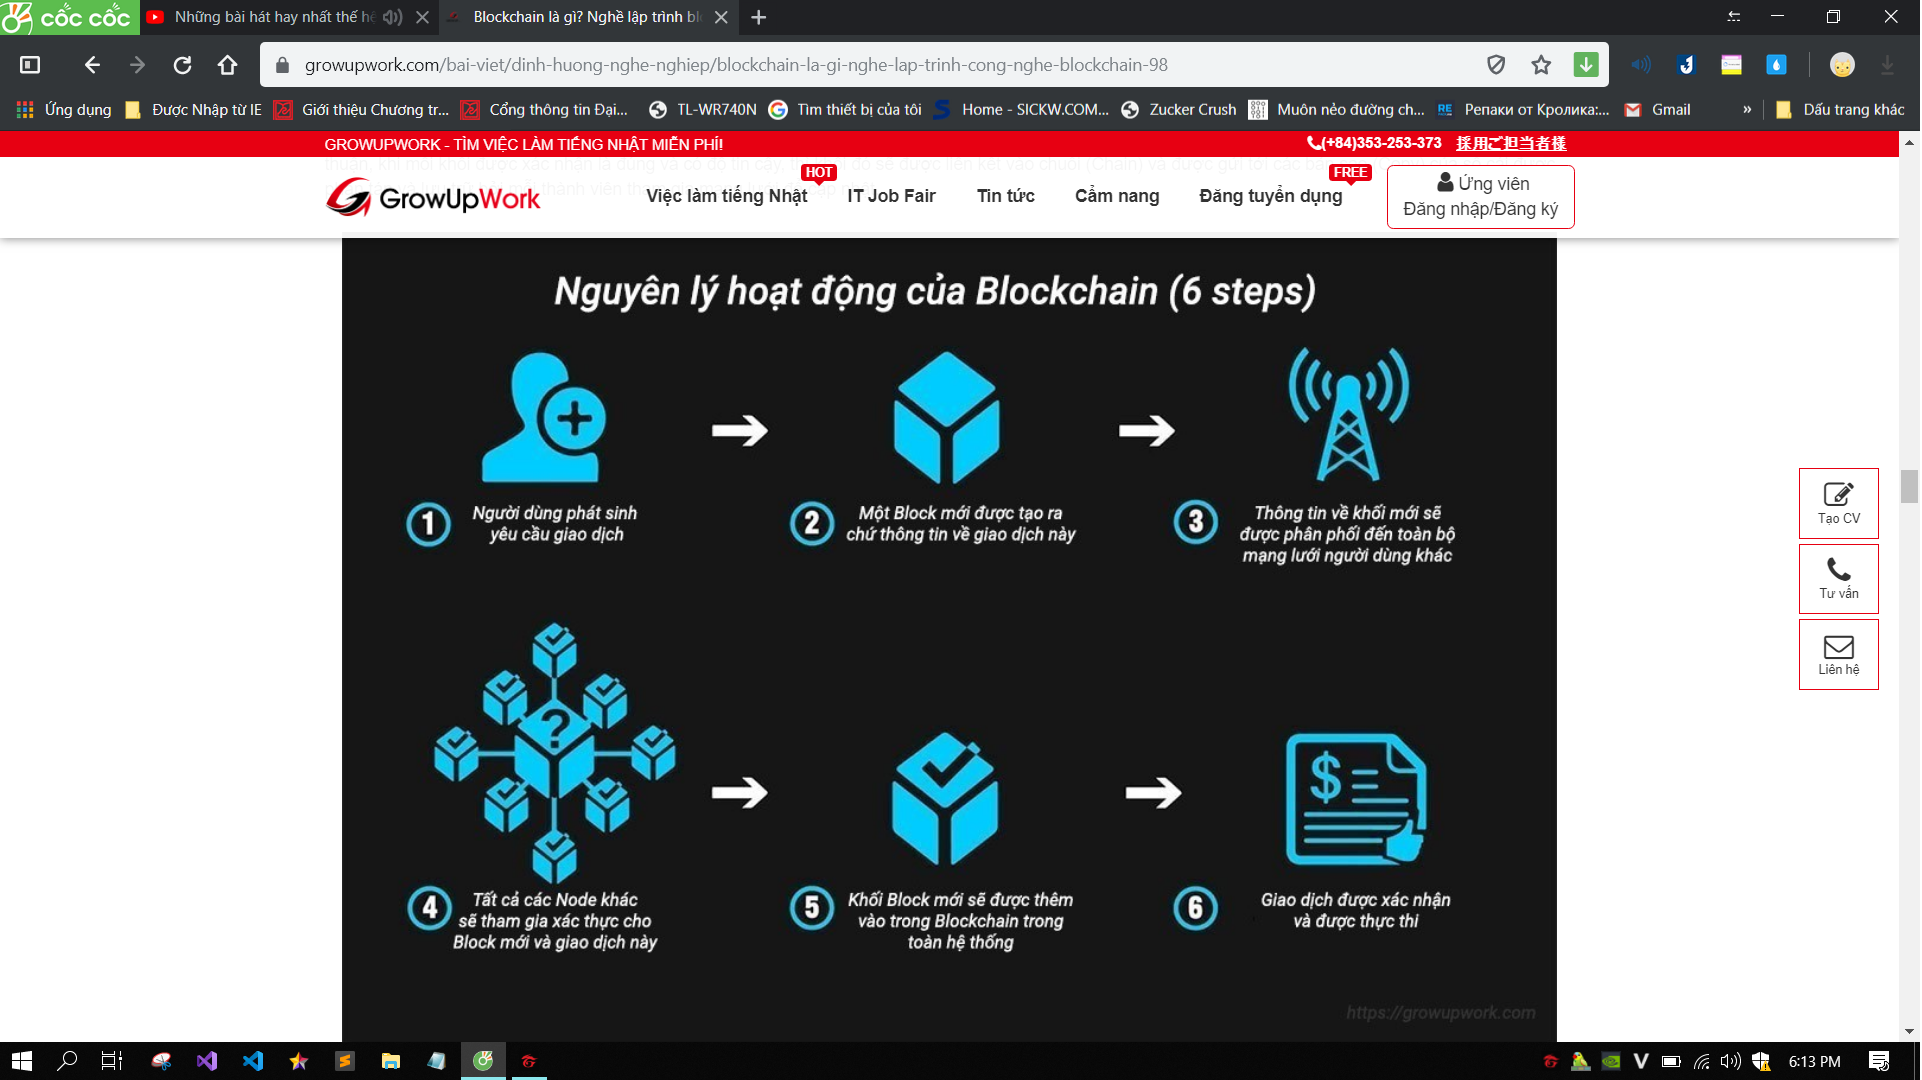 cốc cốc
Những bài hát hay nhất thế hệ
Blockchain là gì? Nghề lập trình blo
growupwork.com/bai-viet/dinh-huong-nghe-nghiep/blockchain-la-gi-nghe-lap-trinh-cong-nghe-blockchain-98
Ứng dụng
Được Nhập từ IE
Giới thiệu Chương tr...
Cổng thông tin Đại...
TL-WR740N
Tìm thiết bị của tôi
Home - SICKW.COM...
Zucker Crush
Muôn nẻo đường ch...
Репаки от Кролика:...
Gmail
»
Dấu trang khác
GROWUPWORK - TÌM VIỆC LÀM TIẾNG NHẬT MIỄN PHÍ!
(+84)353-253-373
採用ご担当者様
GrowUpWork
Việc làm tiếng Nhật
HOT
IT Job Fair
Tin tức
Cẩm nang
Đăng tuyển dụng
FREE
Ứng viên
Đăng nhập/Đăng ký
Nguyên lý hoạt động của Blockchain (6 steps)
1
Người dùng phát sinh
yêu cầu giao dịch
2
Một Block mới được tạo ra
chứ thông tin về giao dịch này
3
Thông tin về khối mới sẽ
được phân phối đến toàn bộ
mạng lưới người dùng khác
4
Tất cả các Node khác
sẽ tham gia xác thực cho
Block mới và giao dịch này
5
Khối Block mới sẽ được thêm
vào trong Blockchain trong
toàn hệ thống
6
Giao dịch được xác nhận
và được thực thi
https://growupwork.com
Tạo CV
Tư vấn
Liên hệ
6:13 PM